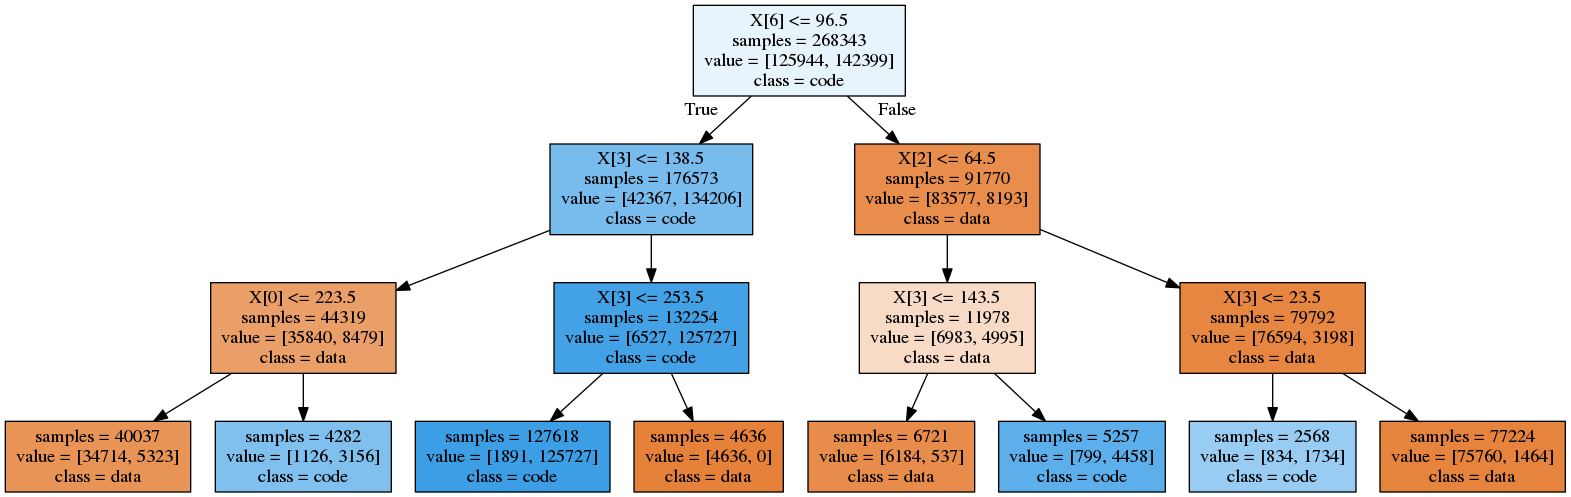 X[6] <= 96.5
samples = 268343
value = [125944, 142399]
class = code
True
False
X[3] <= 138.5
samples = 176573
value = [42367, 134206]
class = code
X[2] <= 64.5
samples = 91770
value = [83577, 8193]
class = data
X[0] <= 223.5
samples = 44319
value = [35840, 8479]
class = data
X[3] <= 253.5
samples = 132254
value = [6527, 125727]
class = code
X[3] <= 143.5
samples = 11978
value = [6983, 4995]
class = data
X[3] <= 23.5
samples = 79792
value = [76594, 3198]
class = data
samples = 40037
value = [34714, 5323]
class = data
samples = 4282
value = [1126, 3156]
class = code
samples = 127618
value = [1891, 125727]
class = code
samples = 4636
value = [4636, 0]
class = data
samples = 6721
value = [6184, 537]
class = data
samples = 5257
value = [799, 4458]
class = code
samples = 2568
value = [834, 1734]
class = code
samples = 77224
value = [75760, 1464]
class = data